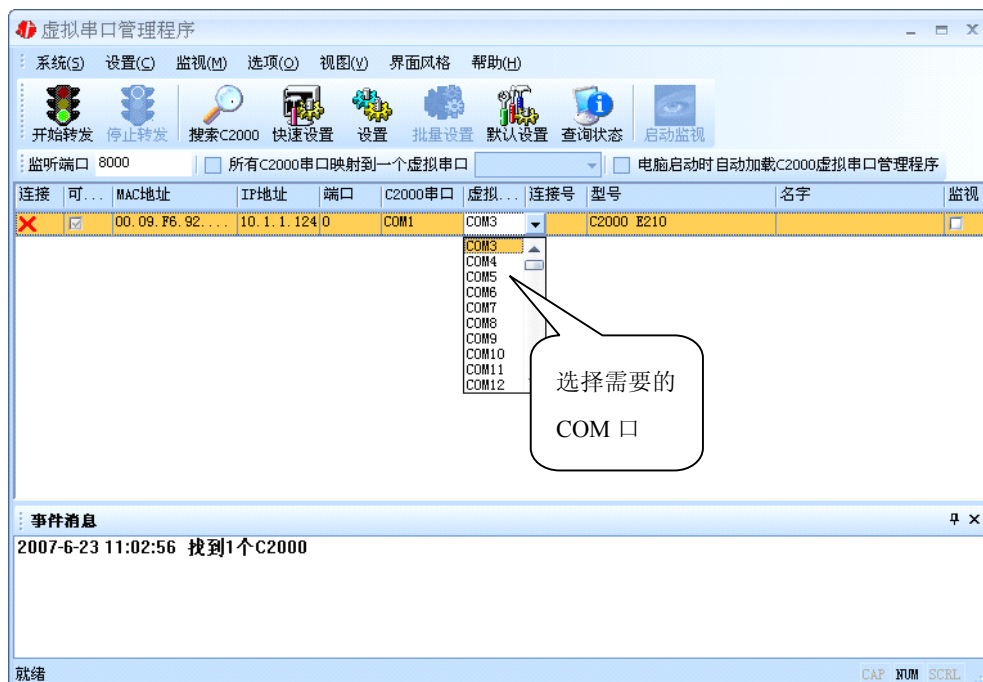 虚拟串口管理程序
系统(S) 设置(C) 监视(M) 选项(O) 视图(V) 界面风格 帮助(H)
开始转发 停止转发 搜索C2000 快速设置 设置 批量设置 默认设置 查询状态 启动监视
监听端口 8000 所有C2000串口映射到一个虚拟串口 电脑启动时自动加载C2000虚拟串口管理程序
连接 可... MAC地址 IP地址 端口 C2000串口 虚拟... 连接号 型号 名字 监视
00.09.F6.92.... 10.1.1.124 0 COM1 COM3 C2000 E210
COM3
COM4
COM5
COM6
COM7
COM8
COM9
COM10
COM11
COM12
选择需要的
COM 口
事件消息
2007-6-23 11:02:56 找到1个C2000
就绪 CAP NUM SCRL